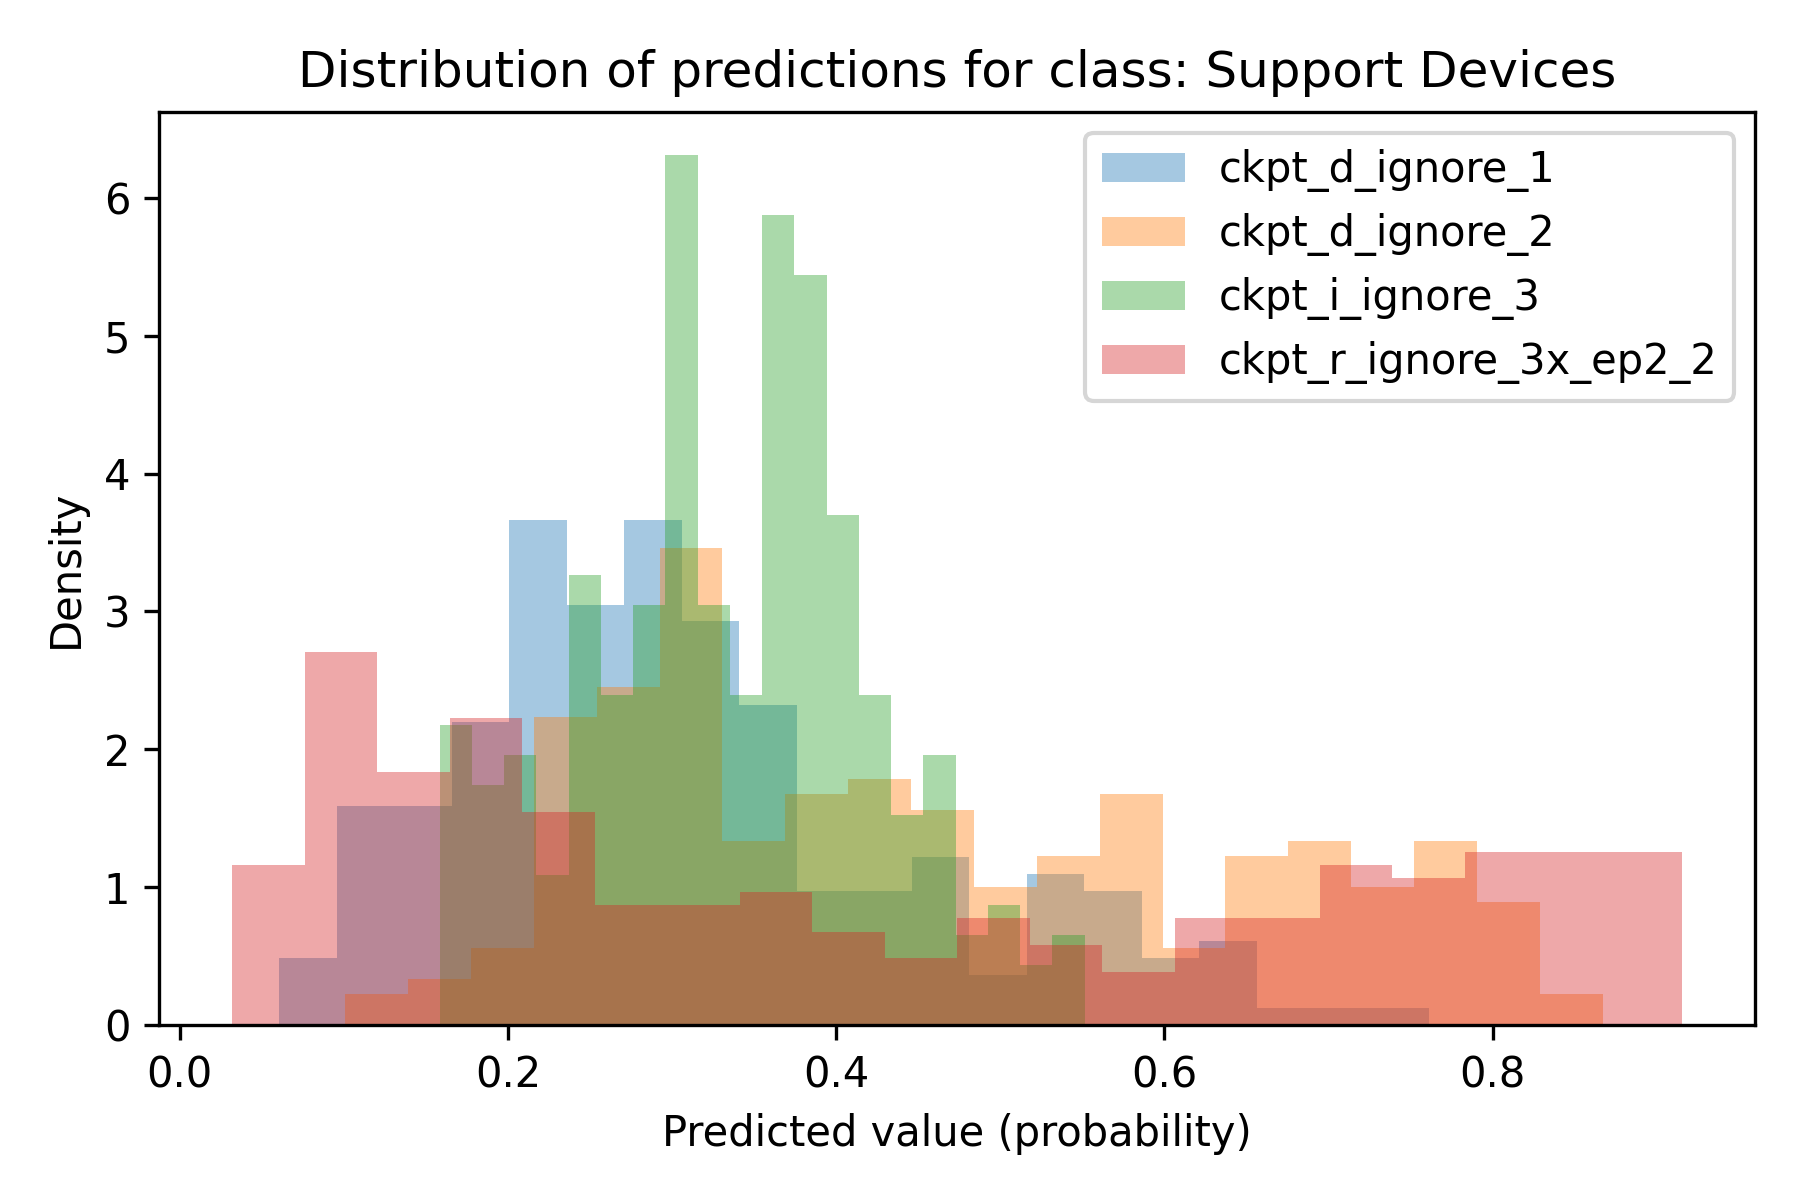 Distribution of predictions for class: Support Devices
ckpt_d_ignore_1
ckpt_d_ignore_2
ckpt_i_ignore_3
ckpt_r_ignore_3x_ep2_2
Density
6
5
4
3
2
1
0
0.0 0.2 0.4 0.6 0.8
Predicted value (probability)